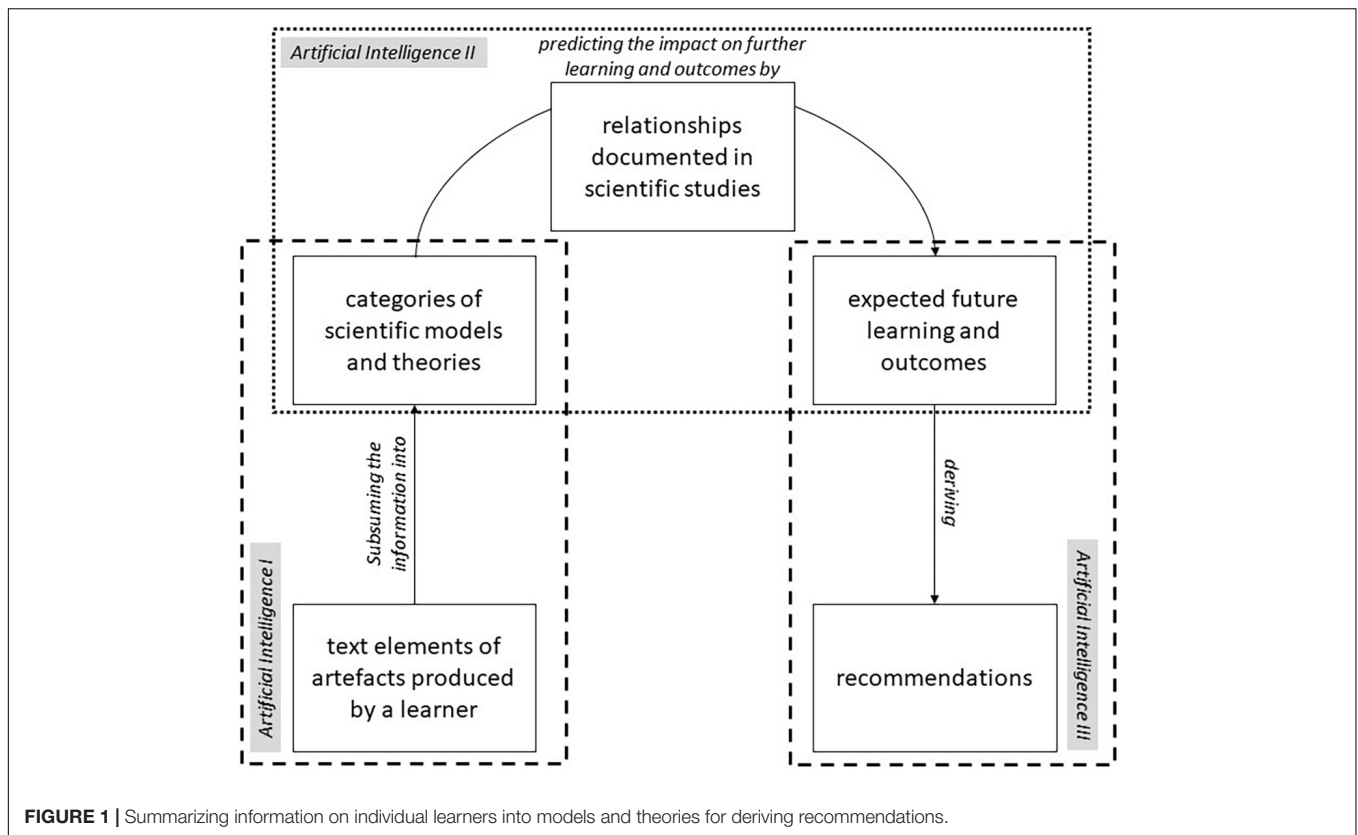 Artificial Intelligence II
predicting the impact on further
learning and outcomes by
relationships
documented in
scientific studies
categories of
scientific models
and theories
expected future
learning and
outcomes
Subsuming the
information into
deriving
Artificial Intelligence I
text elements of
artefacts produced
by a learner
recommendations
Artificial Intelligence III
FIGURE 1 | Summarizing information on individual learners into models and theories for deriving recommendations.